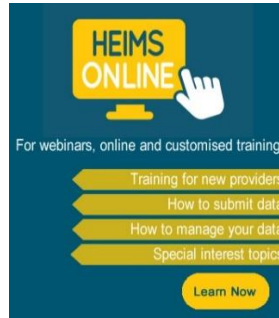 HEIMS
ONLINE
For webinars, online and customised training
Training for new providers
How to submit data
How to manage your data
Special interest topics
Learn Now